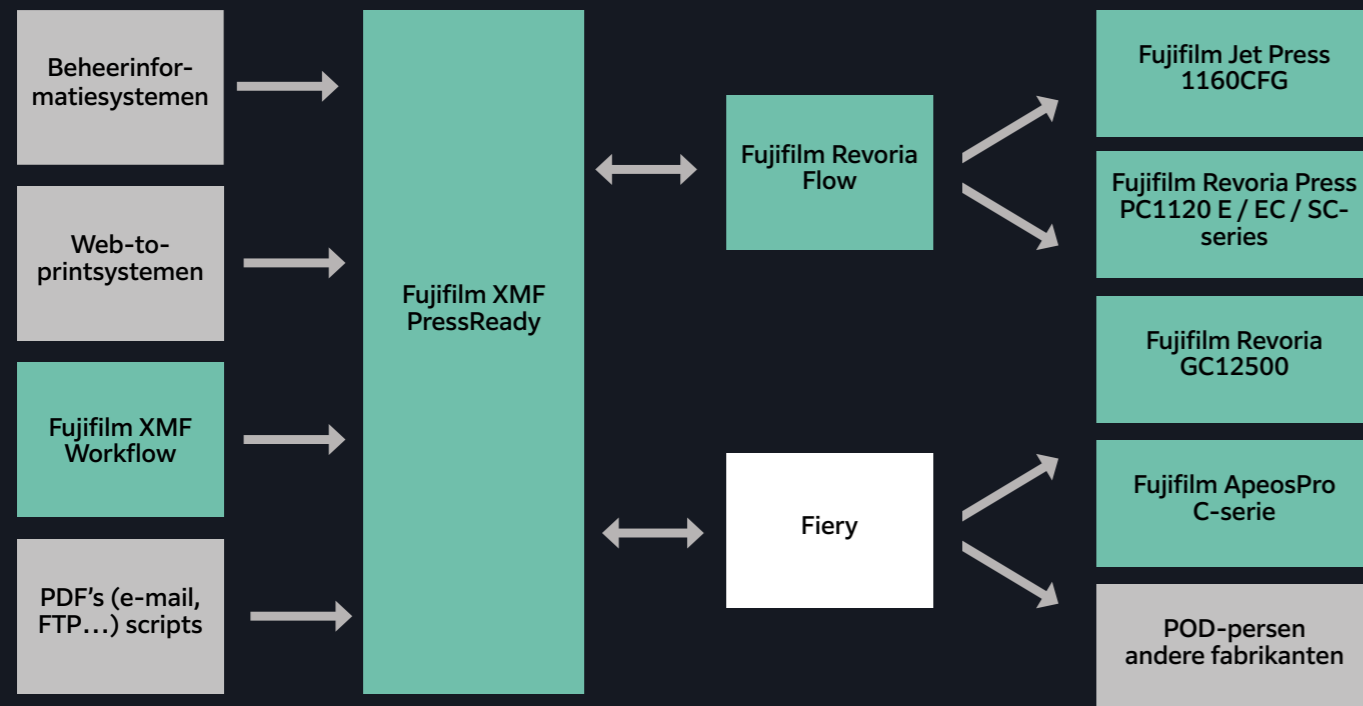 Beheerinfor-
matiesystemen
Web-to-
printsystemen
Fujifilm XMF
Workflow
PDF's (e-mail,
FTP...) scripts
Fujifilm XMF
PressReady
Fujifilm Revoria
Flow
Fiery
Fujifilm Jet Press
1160CFG
Fujifilm Revoria Press
PC1120 E / EC / SC-
series
Fujifilm Revoria
GC12500
Fujifilm ApeosPro
C-serie
POD-persen
andere fabrikanten